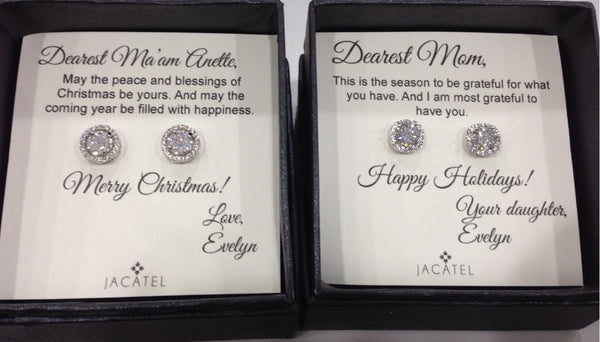 Dearest Ma'am Anette,
May the peace and blessings of
Christmas be yours. And may the
coming year be filled with happiness.
Merry Christmas!
Love,
Evelyn
JACATEL
Dearest Mom,
This is the season to be grateful for what
you have. And I am most grateful to
have you.
Happy Holidays!
Your daughter,
Evelyn
JACATEL